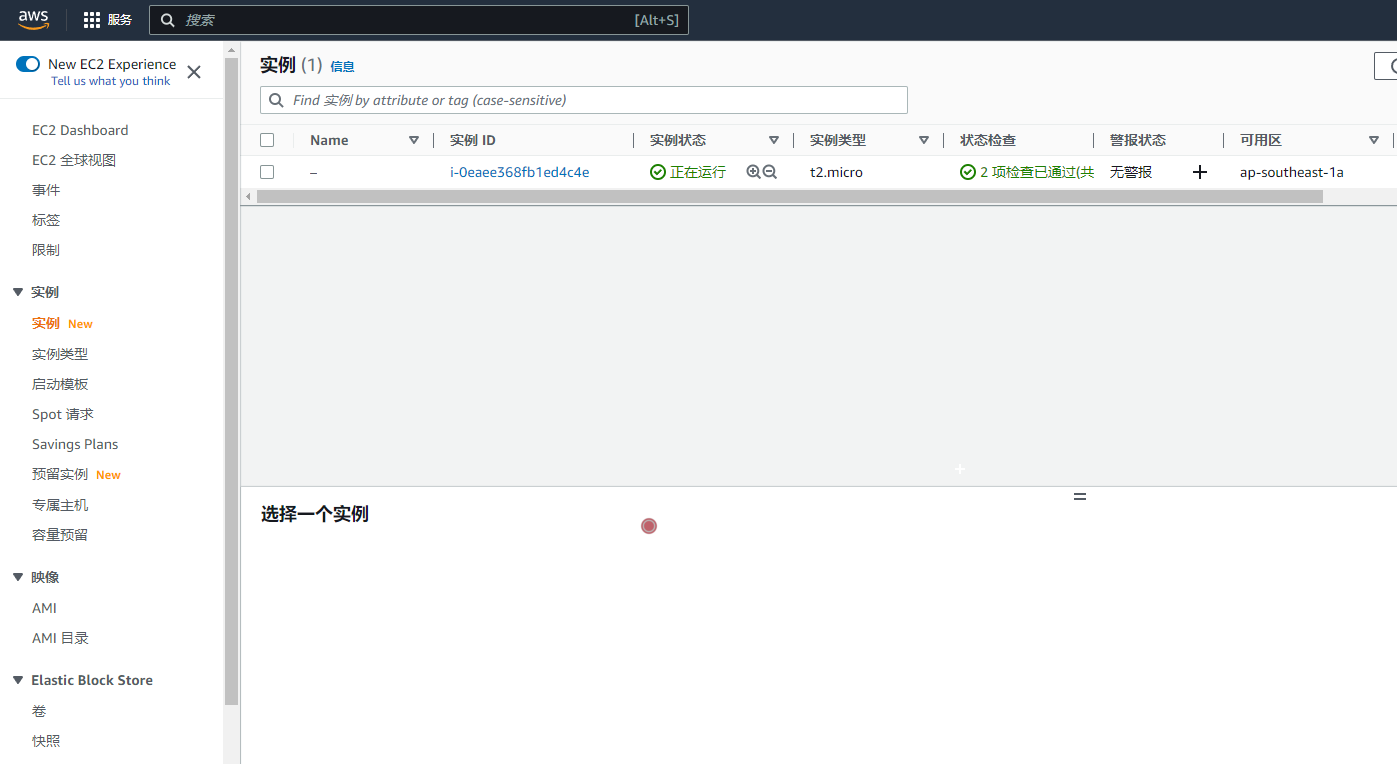 aws 服务 搜索 [Alt+S]
New EC2 Experience
Tell us what you think
EC2 Dashboard
EC2 全球视图
事件
标签
限制
实例
实例 New
实例类型
启动模板
Spot 请求
Savings Plans
预留实例 New
专属主机
容量预留
映像
AMI
AMI 目录
Elastic Block Store
卷
快照
实例 (1) 信息
Find 实例 by attribute or tag (case-sensitive)
Name 实例 ID 实例状态 实例类型 状态检查 警报状态 可用区
– i-0eaee368fb1ed4c4e 正在运行 t2.micro 2 项检查已通过(共 无警报 + ap-southeast-1a
选择一个实例